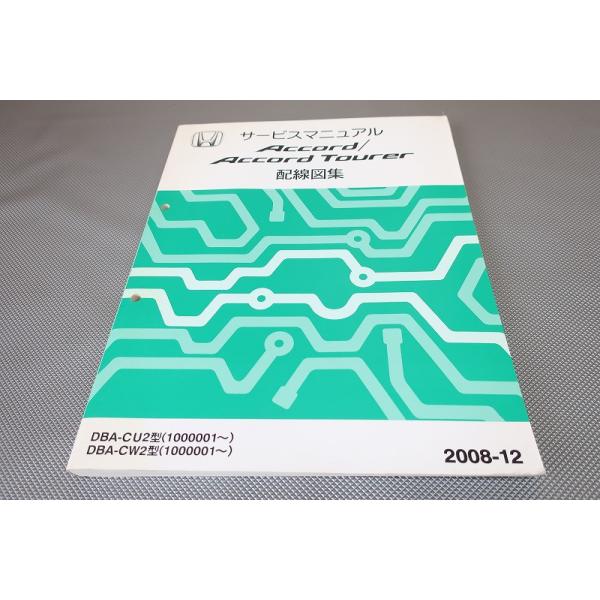 サービスマニュアル
Accord/
Accord Tourer
配線図集
DBA-CU2型(1000001～)
DBA-CW2型(1000001～)
2008-12